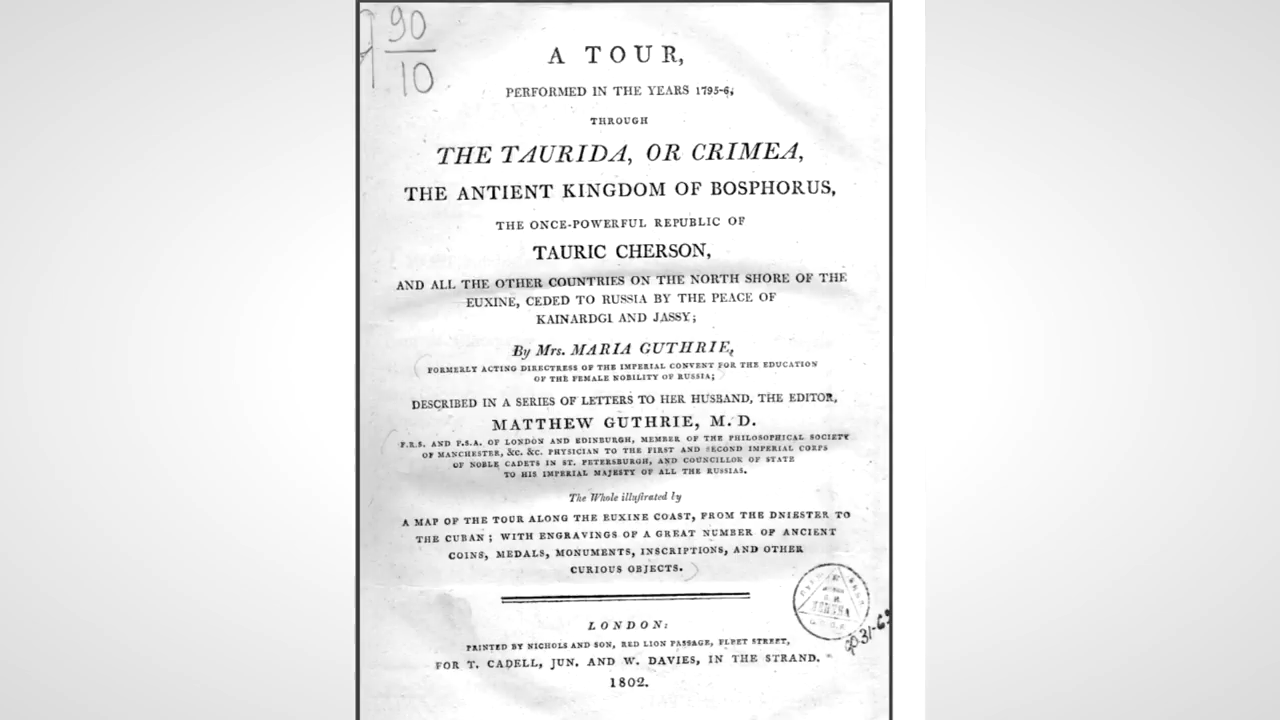 90
10
A TOUR,
PERFORMED IN THE YEARS 1795-6,
THROUGH
THE TAURIDA, OR CRIMEA,
THE ANTIENT KINGDOM OF BOSPHORUS,
THE ONCE-POWERFUL REPUBLIC OF
TAURIC CHERSON,
AND ALL THE OTHER COUNTRIES ON THE NORTH SHORE OF THE
EUXINE, CEDED TO RUSSIA BY THE PEACE OF
KAINARDGI AND JASSY;
By Mrs. MARIA GUTHRIE,
FORMERLY ACTING DIRECTRESS OF THE IMPERIAL CONVENT FOR THE EDUCATION
OF THE FEMALE NOBILITY OF RUSSIA;
DESCRIBED IN A SERIES OF LETTERS TO HER HUSBAND, THE EDITOR,
MATTHEW GUTHRIE, M. D.
F.R.S. AND F.S.A. OF LONDON AND EDINBURGH, MEMBER OF THE PHILOSOPHICAL SOCIETY
OF MANCHESTER, &c. &c. PHYSICIAN TO THE FIRST AND SECOND IMPERIAL CORPS
OF NOBLE CADETS IN ST. PETERSBURGH, AND COUNCILLOR OF STATE
TO HIS IMPERIAL MAJESTY OF ALL THE RUSSIAS.
The Whole illuſtrated by
A MAP OF THE TOUR ALONG THE EUXINE COAST, FROM THE DNIESTER TO
THE CUBAN; WITH ENGRAVINGS OF A GREAT NUMBER OF ANCIENT
COINS, MEDALS, MONUMENTS, INSCRIPTIONS, AND OTHER
CURIOUS OBJECTS.
LONDON:
PRINTED BY NICHOLS AND SON, RED LION PASSAGE, FLEET STREET,
FOR T. CADELL, JUN. AND W. DAVIES, IN THE STRAND.
1802.